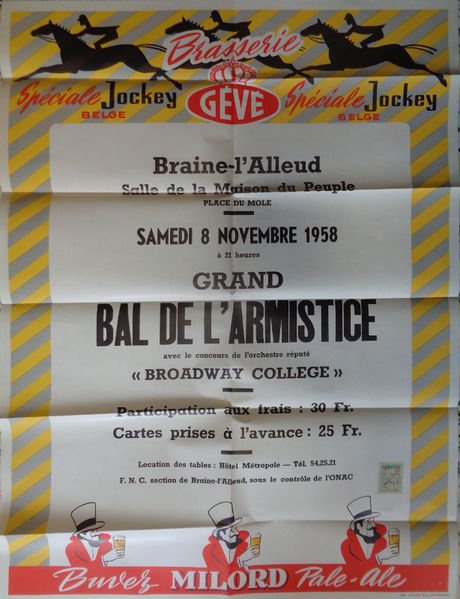 Brasserie
GÉVÉ
Spéciale Jockey
BELGE
Spéciale Jockey
BELGE
Braine-l'Alleud
Salle de la Maison du Peuple
PLACE DU MOLE
SAMEDI 8 NOVEMBRE 1958
à 21 heures
GRAND
BAL DE L'ARMISTICE
avec le concours de l'orchestre réputé
« BROADWAY COLLEGE »
Participation aux frais : 30 Fr.
Cartes prises à l'avance : 25 Fr.
Location des tables : Hôtel Métropole — Tél. 54.25.21
F. N. C. section de Braine-l'Alleud, sous le contrôle de l'ONAC
Buvez MILORD Pale-Ale